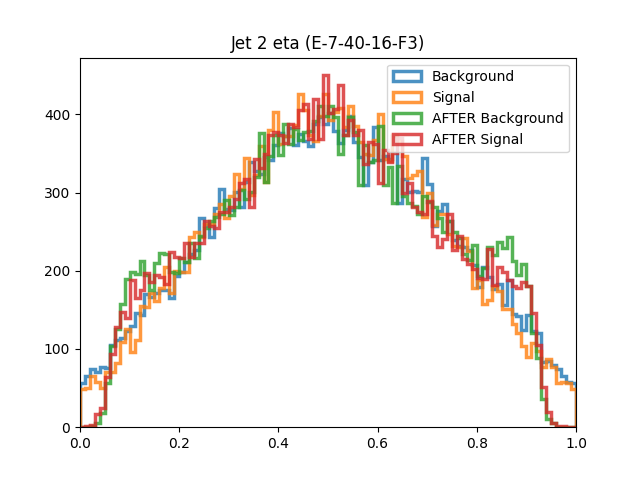 Jet 2 eta (E-7-40-16-F3)
Background
Signal
AFTER Background
AFTER Signal
400
300
200
100
0
0.0 0.2 0.4 0.6 0.8 1.0